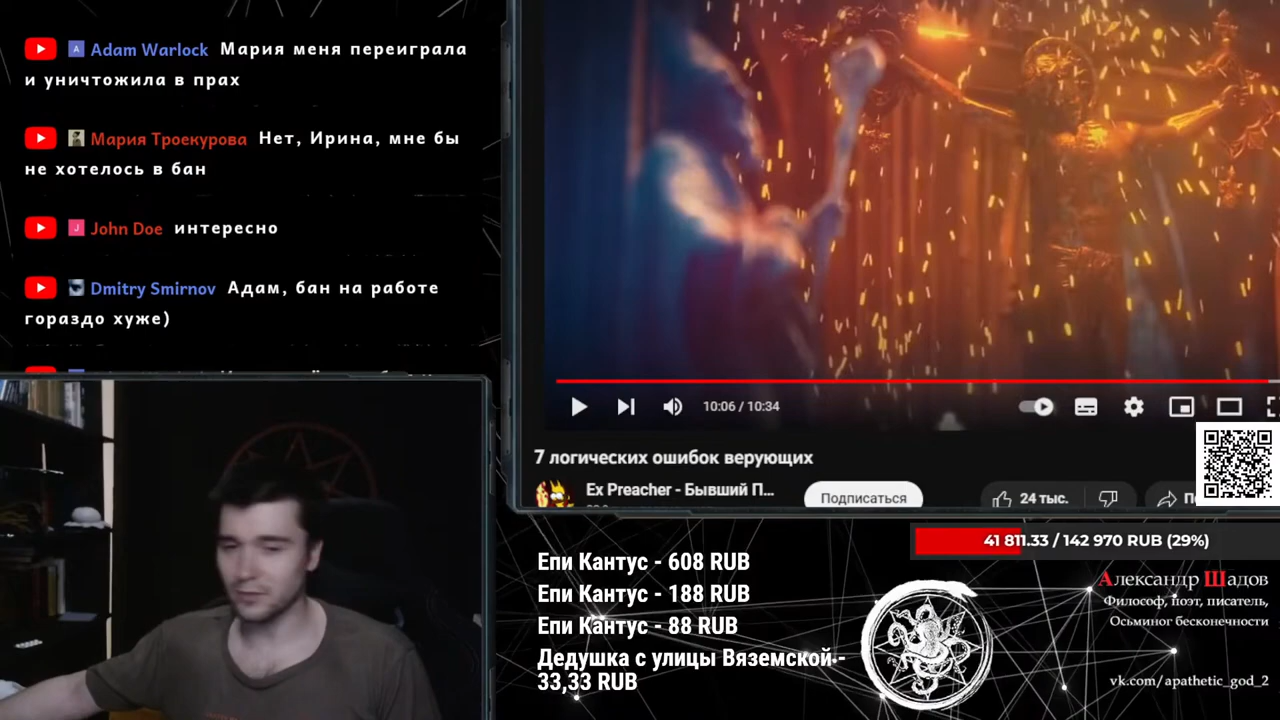 A Adam Warlock Мария меня переиграла
и уничтожила в прах
Мария Троекурова Нет, Ирина, мне бы
не хотелось в бан
J John Doe интересно
Dmitry Smirnov Адам, бан на работе
гораздо хуже)
10:06 / 10:34
7 логических ошибок верующих
Ex Preacher - Бывший П...
Подписаться
24 тыс.
41 811.33 / 142 970 RUB (29%)
Епи Кантус - 608 RUB
Епи Кантус - 188 RUB
Епи Кантус - 88 RUB
Дедушка с улицы Вяземской -
33,33 RUB
Александр Шадов
Философ, поэт, писатель,
Осьминог бесконечности
vk.com/apathetic_god_2